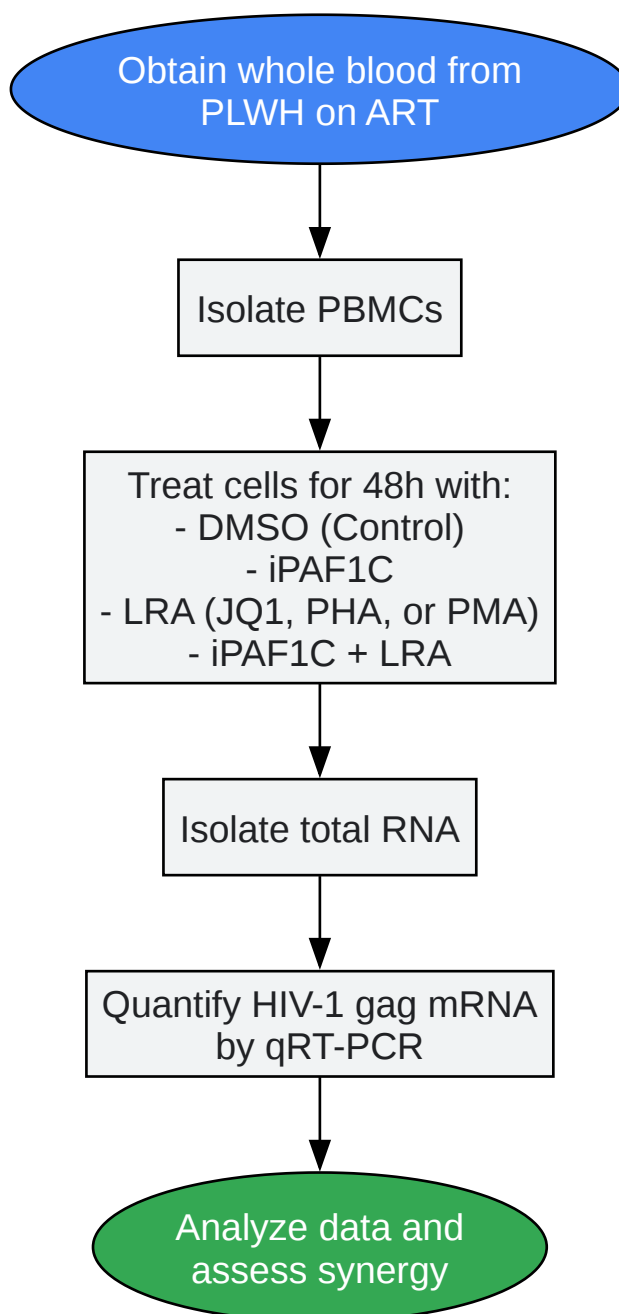 Obtain whole blood from
PLWH on ART
Isolate PBMCs
Treat cells for 48h with:
- DMSO (Control)
- iPAF1C
- LRA (JQ1, PHA, or PMA)
- iPAF1C + LRA
Isolate total RNA
Quantify HIV-1 gag mRNA
by qRT-PCR
Analyze data and
assess synergy